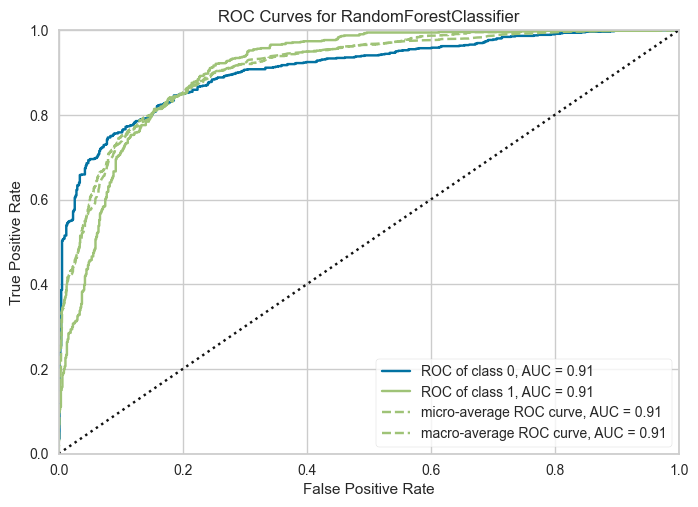 ROC Curves for RandomForestClassifier
1.0
0.8
0.6
0.4
0.2
0.0
True Positive Rate
ROC of class 0, AUC = 0.91
ROC of class 1, AUC = 0.91
micro-average ROC curve, AUC = 0.91
macro-average ROC curve, AUC = 0.91
0.0 0.2 0.4 0.6 0.8 1.0
False Positive Rate